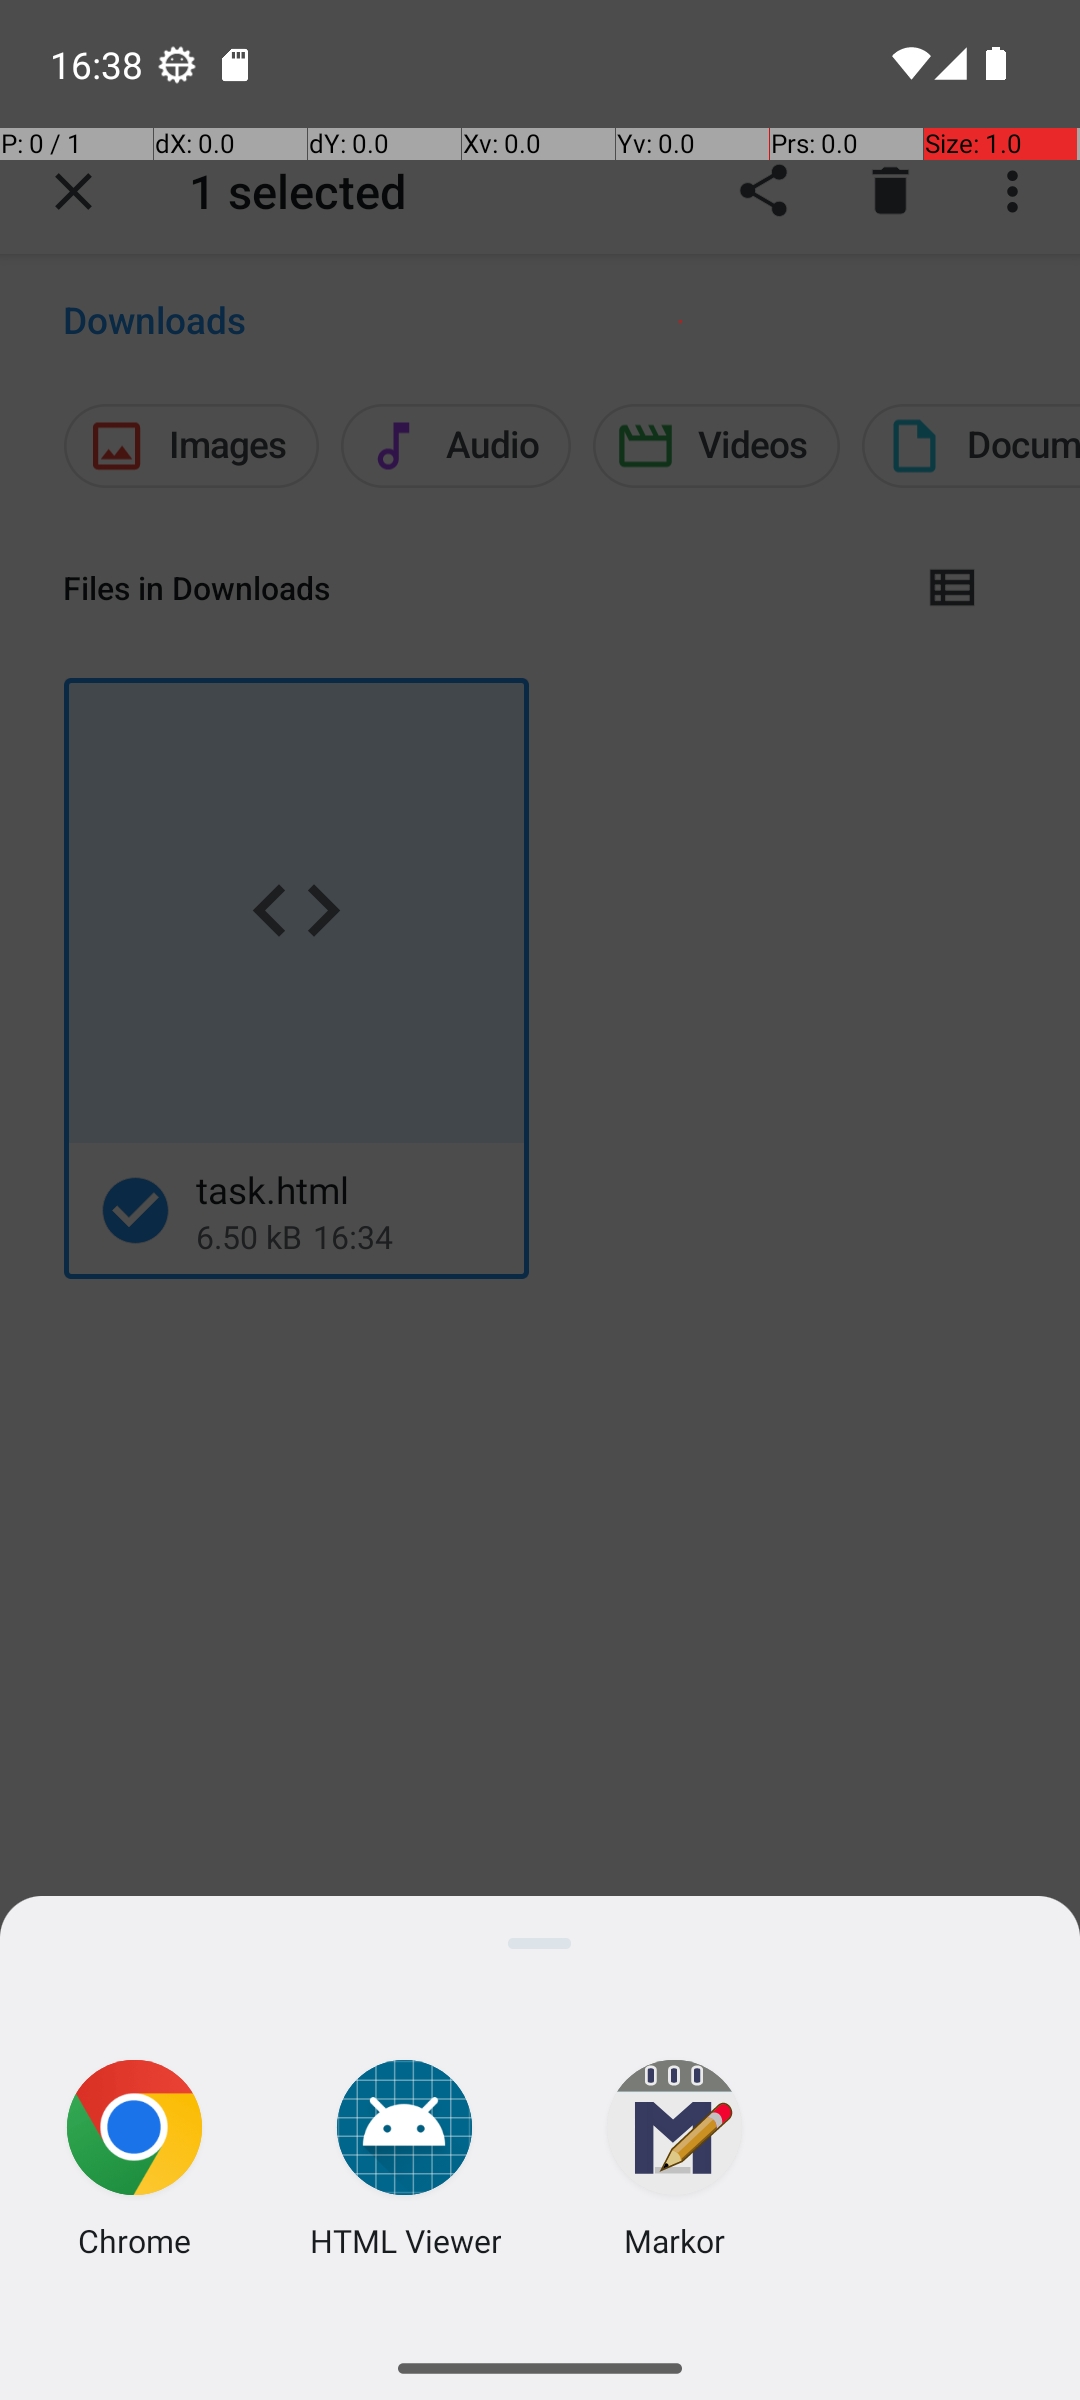 16:38
P: 0 / 1 dX: 0.0 dY: 0.0 Xv: 0.0 Yv: 0.0 Prs: 0.0 Size: 1.0
1 selected
Downloads
Images Audio Videos Docum
Files in Downloads
task.html
6.50 kB 16:34
Chrome HTML Viewer Markor